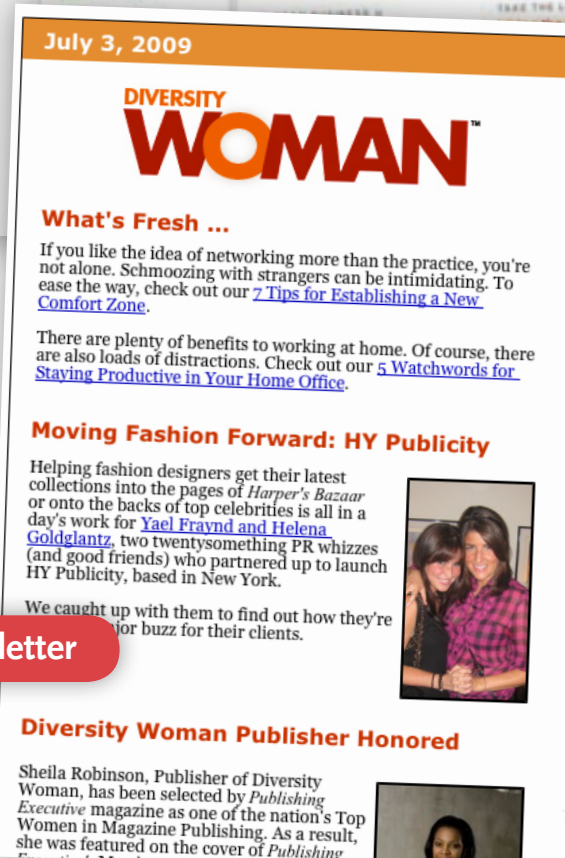 July 3, 2009
DIVERSITY
WOMAN™
What's Fresh ...
If you like the idea of networking more than the practice, you're
not alone. Schmoozing with strangers can be intimidating. To
ease the way, check out our 7 Tips for Establishing a New
Comfort Zone.
There are plenty of benefits to working at home. Of course, there
are also loads of distractions. Check out our 5 Watchwords for
Staying Productive in Your Home Office.
Moving Fashion Forward: HY Publicity
Helping fashion designers get their latest
collections into the pages of Harper's Bazaar
or onto the backs of top celebrities is all in a
day's work for Yael Fraynd and Helena
Goldglantz, two twentysomething PR whizzes
(and good friends) who partnered up to launch
HY Publicity, based in New York.
We caught up with them to find out how they're
buzz for their clients.
letter
Diversity Woman Publisher Honored
Sheila Robinson, Publisher of Diversity
Woman, has been selected by Publishing
Executive magazine as one of the nation's Top
Women in Magazine Publishing. As a result,
she was featured on the cover of Publishing